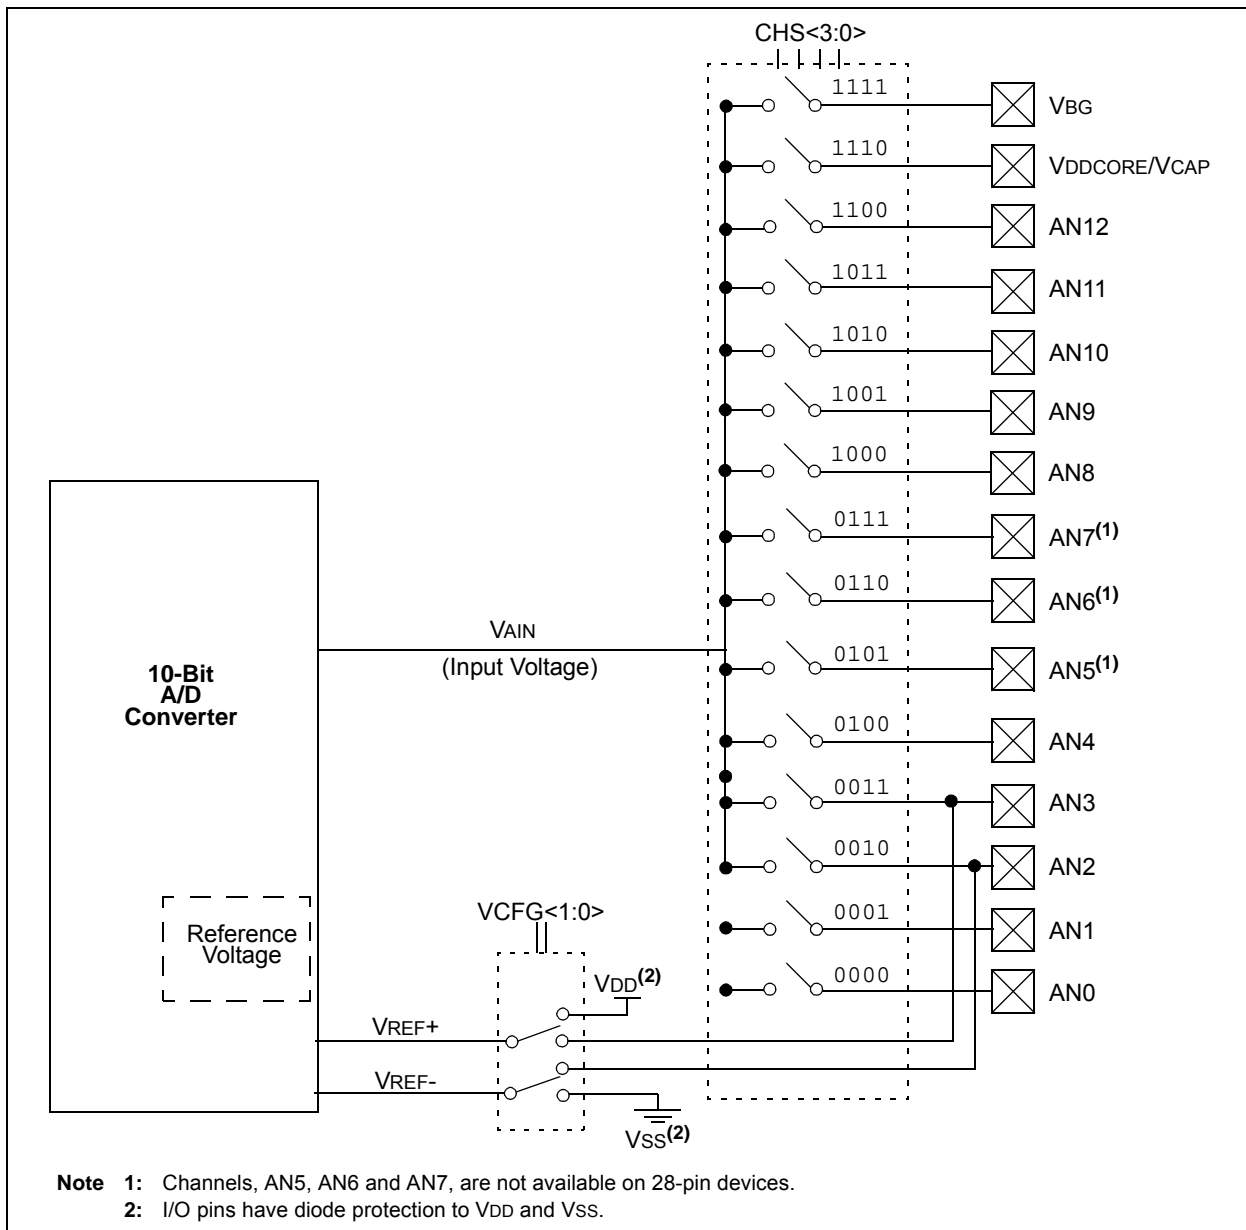 CHS<3:0>
1111
VBG
1110
VDDCORE/VCAP
1100
AN12
1011
AN11
1010
AN10
1001
AN9
1000
AN8
0111
AN7(1)
0110
AN6(1)
VAIN
(Input Voltage)
0101
AN5(1)
10-Bit
A/D
Converter
0100
AN4
0011
AN3
0010
AN2
VCFG<1:0>
0001
AN1
Reference
Voltage
VDD(2)
0000
AN0
VREF+
VREF-
VSS(2)
Note 1: Channels, AN5, AN6 and AN7, are not available on 28-pin devices.
2: I/O pins have diode protection to VDD and VSS.